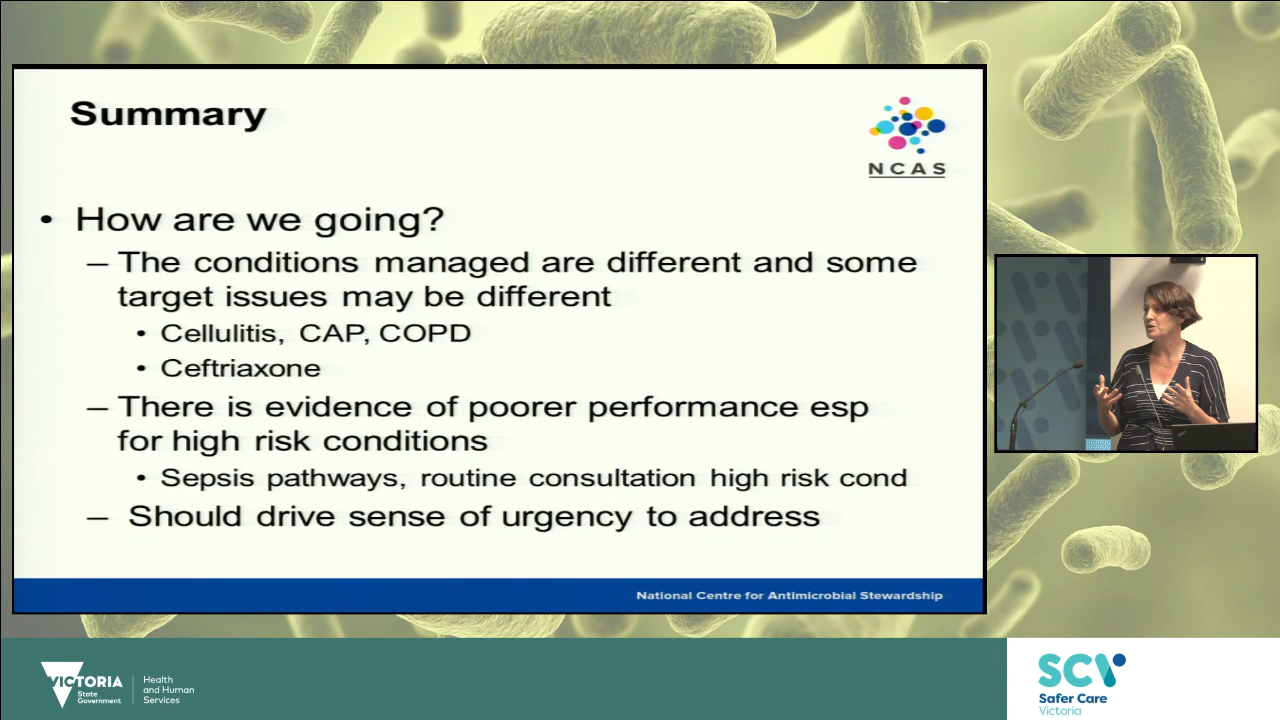 Summary
NCAS
• How are we going?
– The conditions managed are different and some
target issues may be different
• Cellulitis, CAP, COPD
• Ceftriaxone
– There is evidence of poorer performance esp
for high risk conditions
• Sepsis pathways, routine consultation high risk cond
– Should drive sense of urgency to address
National Centre for Antimicrobial Stewardship
VICTORIA
State
Government
Health
and Human
Services
SCV
Safer Care
Victoria